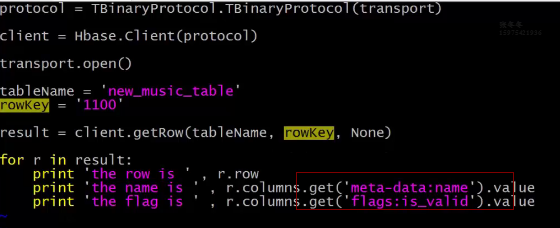 protocol = TBinaryProtocol.TBinaryProtocol(transport)
client = Hbase.Client(protocol)
transport.open()
tableName = 'new_music_table'
rowKey = '1100'
result = client.getRow(tableName, rowKey, None)
for r in result:
    print 'the row is ' , r.row
    print 'the name is ' , r.columns.get('meta-data:name').value
    print 'the flag is ' , r.columns.get('flags:is_valid').value
~